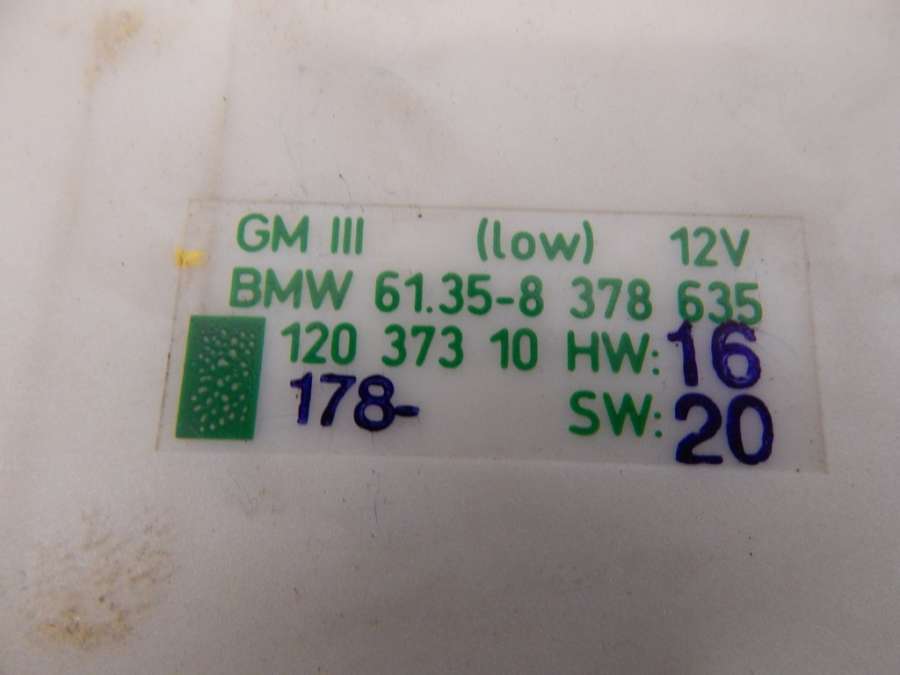 GM III (low) 12V
BMW 61.35-8 378 635
120 373 10 HW: 16
178- SW: 20